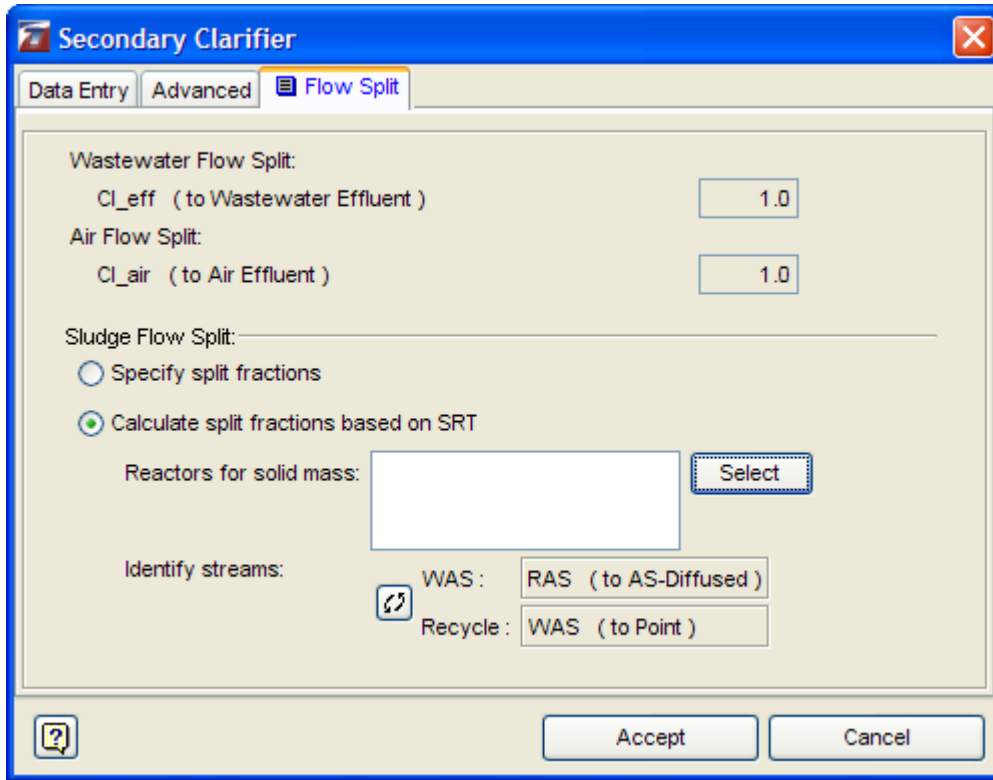 Secondary Clarifier
Data Entry Advanced Flow Split
Wastewater Flow Split:
Cl_eff ( to Wastewater Effluent ) 1.0
Air Flow Split:
Cl_air ( to Air Effluent ) 1.0
Sludge Flow Split:
Specify split fractions
Calculate split fractions based on SRT
Reactors for solid mass: Select
Identify streams:
WAS : RAS ( to AS-Diffused )
Recycle : WAS ( to Point )
? Accept Cancel